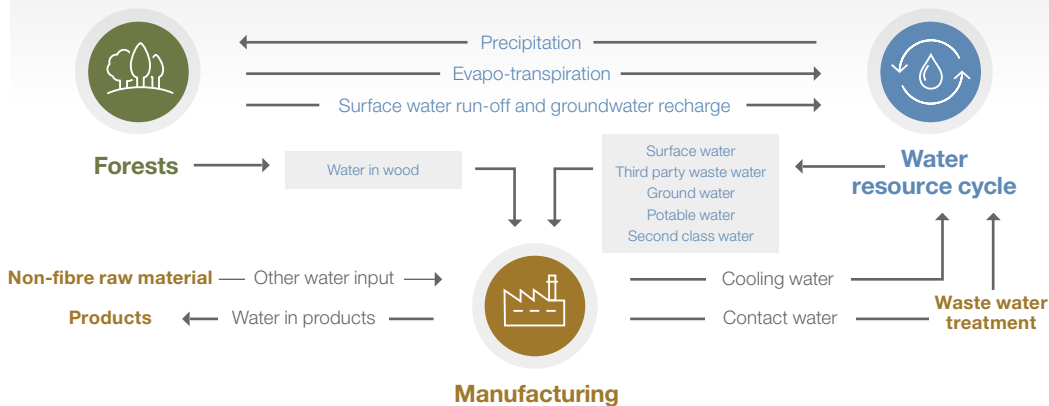 Precipitation
Evapo-transpiration
Surface water run-off and groundwater recharge
Forests
Water in wood
Surface water
Third party waste water
Ground water
Potable water
Second class water
Water
resource cycle
Non-fibre raw material
Other water input
Cooling water
Products
Water in products
Contact water
Waste water
treatment
Manufacturing